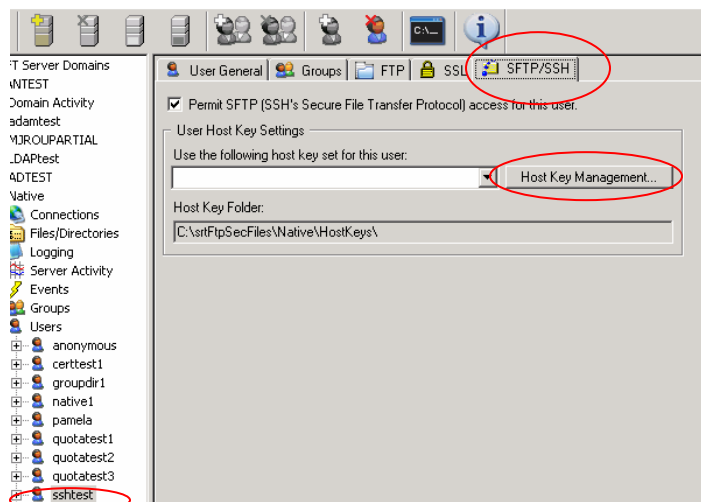 C:\
i
FT Server Domains
ANTEST
Domain Activity
adamtest
MJROUPARTIAL
LDAPtest
ADTEST
Native
Connections
Files/Directories
Logging
Server Activity
Events
Groups
Users
anonymous
certtest1
groupdir1
native1
pamela
quotatest1
quotatest2
quotatest3
sshtest
User General
Groups
FTP
SSL
SFTP/SSH
Permit SFTP (SSH's Secure File Transfer Protocol) access for this user.
User Host Key Settings
Use the following host key set for this user:
Host Key Management...
Host Key Folder:
C:\srtFtpSecFiles\Native\HostKeys\